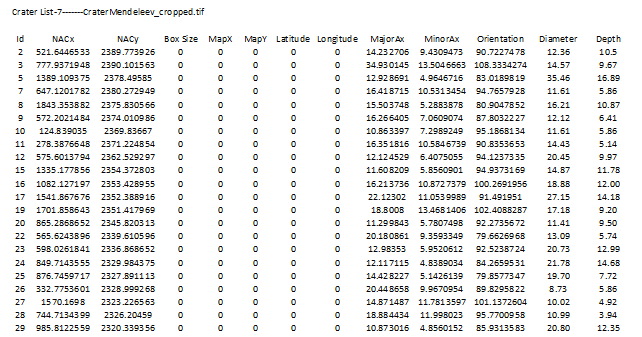 Crater List-7-------CraterMendeleev_cropped.tif
Id NACx NACy Box Size MapX MapY Latitude Longitude MajorAx MinorAx Orientation Diameter Depth
2 521.6446533 2389.773926 0 0 0 0 0 14.232706 9.4309473 90.7227478 12.36 10.5
3 777.9371948 2390.101563 0 0 0 0 0 34.930145 13.5046663 108.3334274 14.57 9.67
5 1389.109375 2378.49585 0 0 0 0 0 12.928691 4.9646716 83.0189819 35.46 16.89
7 647.1201782 2380.272949 0 0 0 0 0 16.418715 10.5313454 94.7657928 11.61 5.86
8 1843.353882 2375.830566 0 0 0 0 0 15.503748 5.2883878 80.9047852 16.21 10.87
9 572.2021484 2374.010986 0 0 0 0 0 16.266405 7.0609074 87.8032227 12.12 6.41
10 124.839035 2369.83667 0 0 0 0 0 10.863397 7.2989249 95.1868134 11.61 5.86
11 278.3876648 2371.224854 0 0 0 0 0 16.351816 10.5846739 90.8353653 14.43 5.14
12 575.6013794 2362.529297 0 0 0 0 0 12.124529 6.4075055 94.1237335 20.45 9.97
15 1335.177856 2354.372803 0 0 0 0 0 11.608209 5.8560901 94.9373169 14.87 11.78
16 1082.127197 2353.428955 0 0 0 0 0 16.213736 10.8727379 100.2691956 18.88 12.00
17 1541.867676 2352.388916 0 0 0 0 0 22.12302 11.0539989 91.491951 27.15 14.18
19 1701.858643 2351.417969 0 0 0 0 0 18.8008 13.4681406 102.4088287 17.18 9.20
20 865.2868652 2345.820313 0 0 0 0 0 11.299843 5.7807498 92.2735672 11.41 9.50
22 565.6243896 2339.610596 0 0 0 0 0 20.180861 9.3593349 79.6626968 13.09 5.74
23 598.0261841 2336.868652 0 0 0 0 0 12.98353 5.9520612 92.5238724 20.73 12.99
24 849.7143555 2329.984375 0 0 0 0 0 12.117115 4.8389034 84.2659531 21.78 14.68
25 876.7459717 2327.891113 0 0 0 0 0 14.428227 5.1426139 79.8577347 19.70 7.72
26 332.7753601 2328.999268 0 0 0 0 0 20.448658 9.9670954 89.8295822 8.73 5.86
27 1570.1698 2323.226563 0 0 0 0 0 14.871487 11.7813597 101.1372604 10.02 4.92
28 744.7134399 2326.20459 0 0 0 0 0 18.884434 11.998023 95.7700958 10.99 3.94
29 985.8122559 2320.339356 0 0 0 0 0 10.873016 4.8560152 85.9313583 20.80 12.35